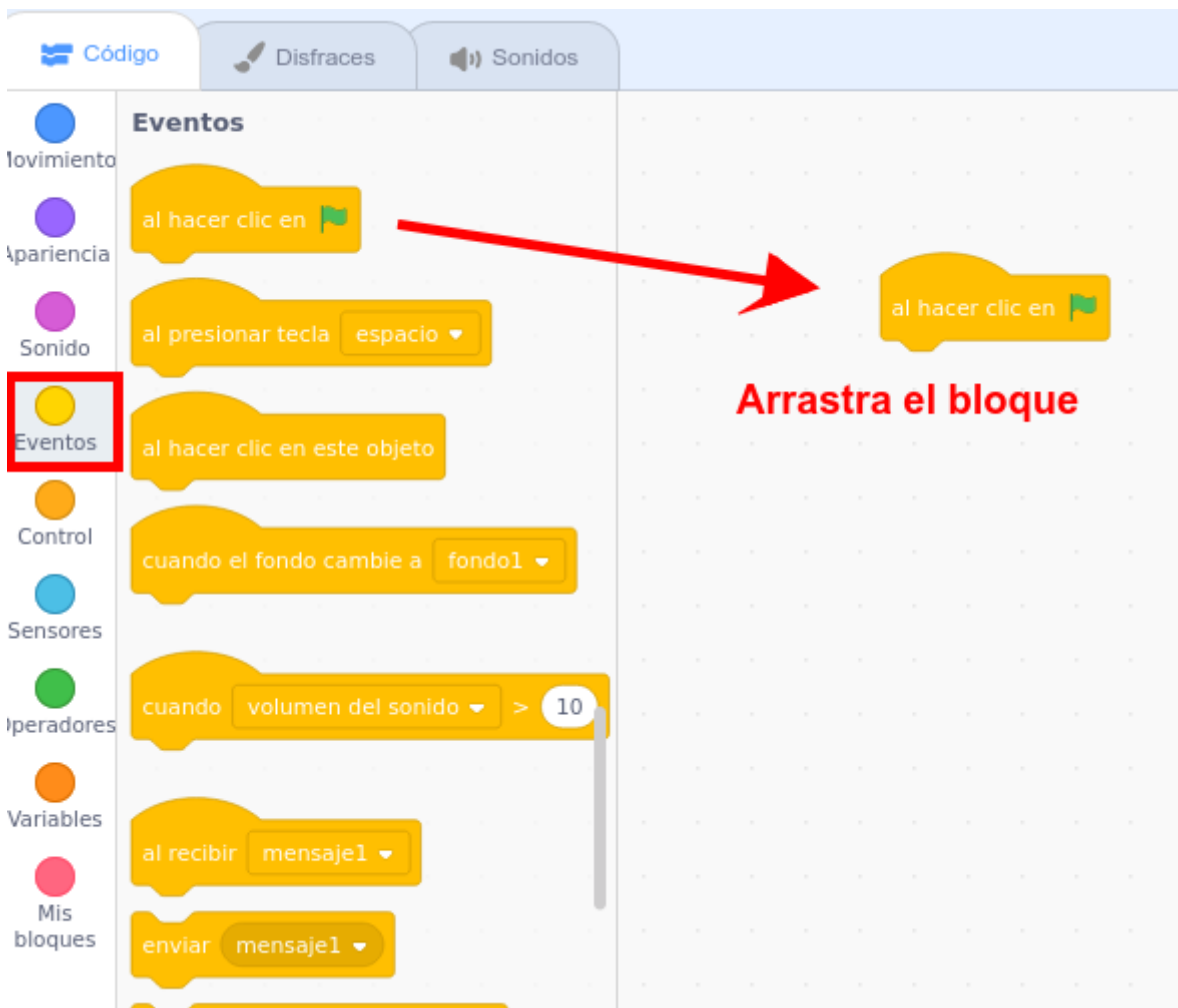 Código
Disfraces
Sonidos
Movimiento
Apariencia
Sonido
Eventos
Control
Sensores
Operadores
Variables
Mis
bloques
Eventos
al hacer clic en
al presionar tecla espacio
al hacer clic en este objeto
cuando el fondo cambie a fondo1
cuando volumen del sonido > 10
al recibir mensaje1
enviar mensaje1
al hacer clic en
Arrastra el bloque